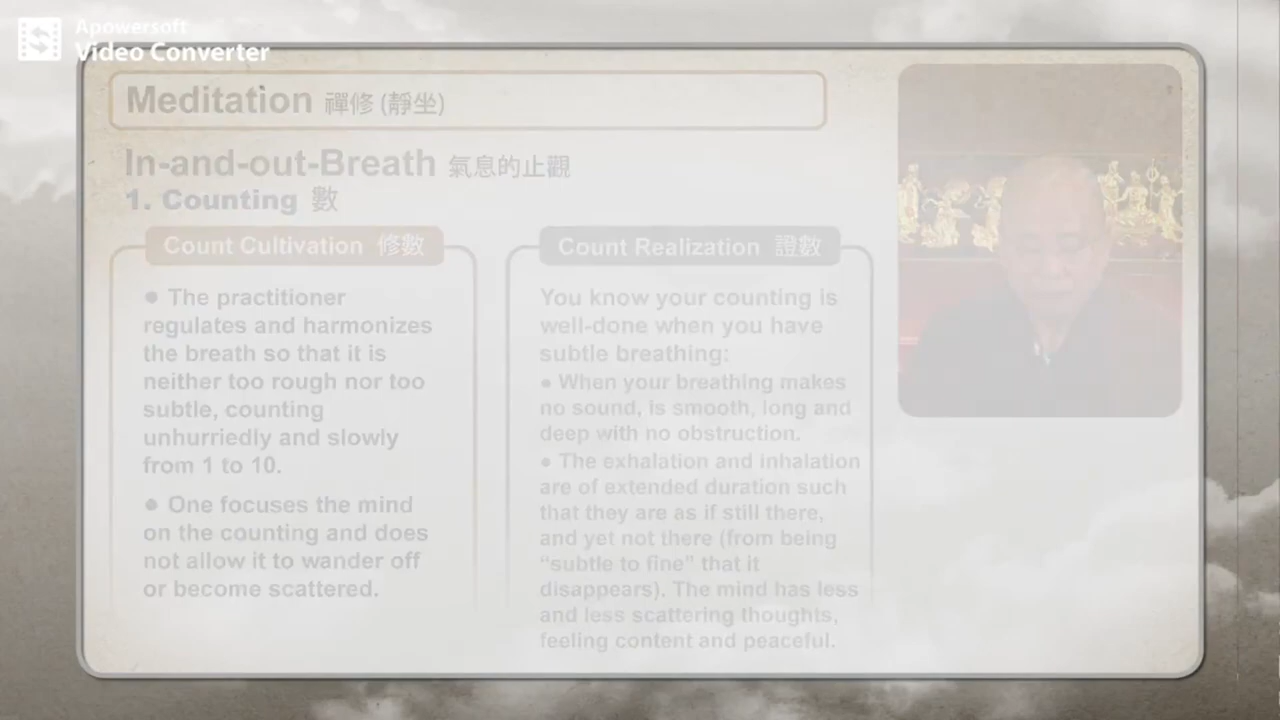 Apowersoft
Video Converter
Meditation 禪修 (靜坐)
In-and-out-Breath 氣息的止觀
1. Counting 數
Count Cultivation 修數
● The practitioner
regulates and harmonizes
the breath so that it is
neither too rough nor too
subtle, counting
unhurriedly and slowly
from 1 to 10.
● One focuses the mind
on the counting and does
not allow it to wander off
or become scattered.
Count Realization 證數
You know your counting is
well-done when you have
subtle breathing:
● When your breathing makes
no sound, is smooth, long and
deep with no obstruction.
● The exhalation and inhalation
are of extended duration such
that they are as if still there,
and yet not there (from being
“subtle to fine” that it
disappears). The mind has less
and less scattering thoughts,
feeling content and peaceful.